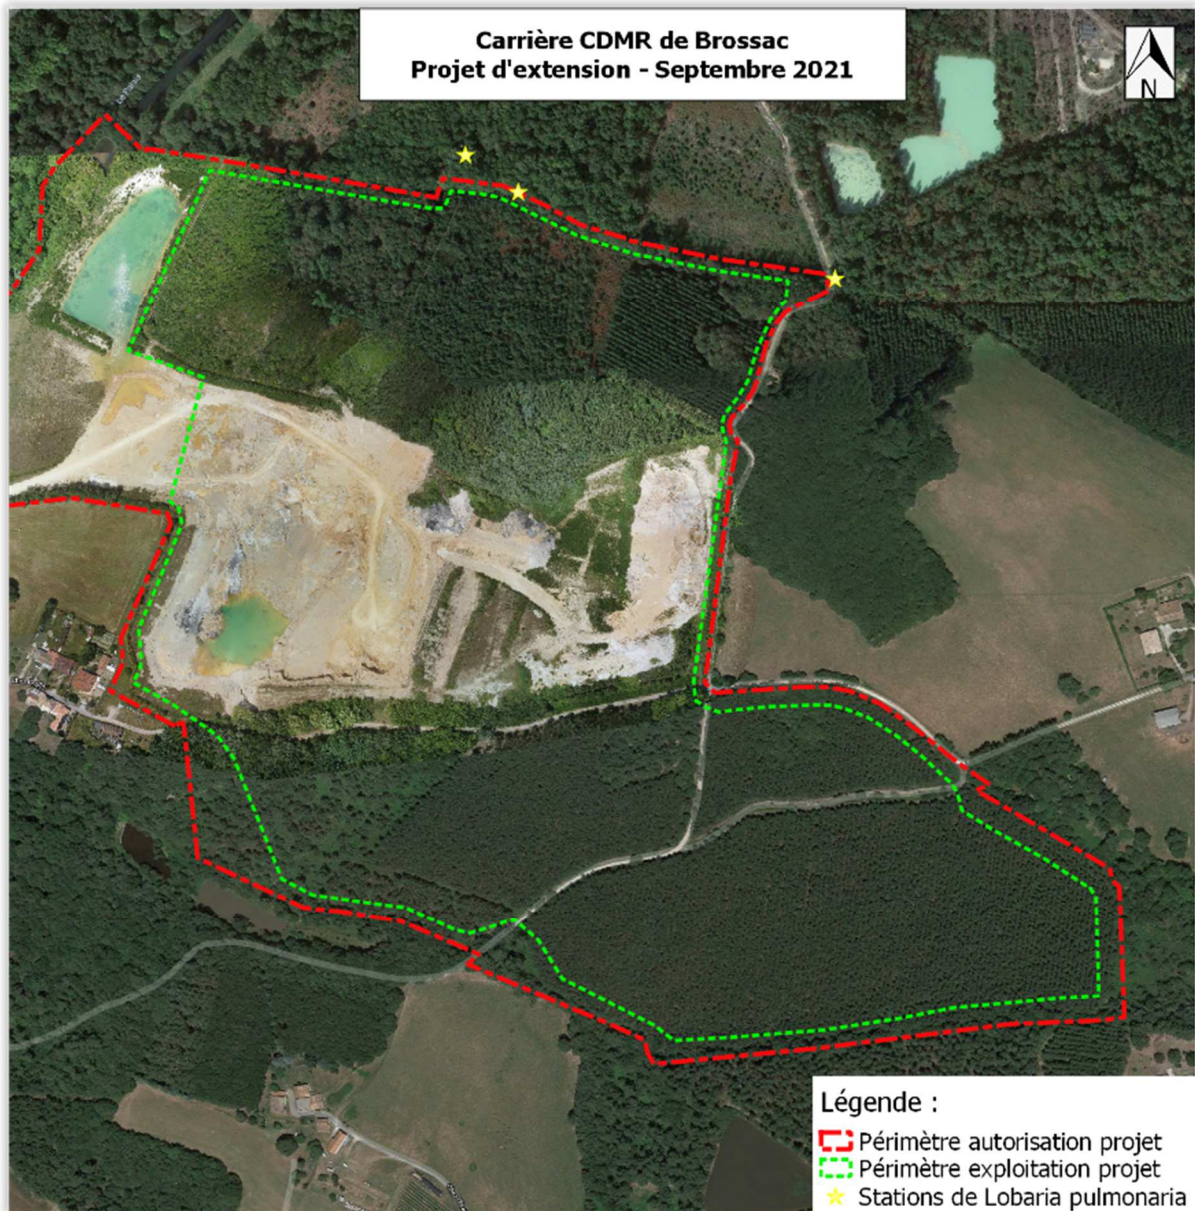 Carrière CDMR de Brossac
Projet d'extension - Septembre 2021
N
Légende :
Périmètre autorisation projet
Périmètre exploitation projet
Stations de Lobaria pulmonaria